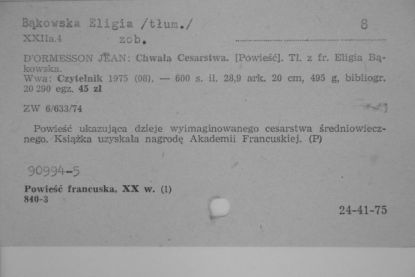 Bąkowska Eligia /tłum./ 8
XXIIa.4 zob.
D'ORMESSON JEAN: Chwała Cesarstwa. [Powieść]. Tł. z fr. Eligia Bą-
kowska.
Wwa: Czytelnik 1975 (08). — 600 s. il. 28,9 ark. 20 cm, 495 g, bibliogr.
20 290 egz. 45 zł
ZW 6/633/74
Powieść ukazująca dzieje wyimaginowanego cesarstwa średniowiecz-
nego. Książka uzyskała nagrodę Akademii Francuskiej. (P)
90994-5
Powieść francuska, XX w. (1)
840-3
24-41-75